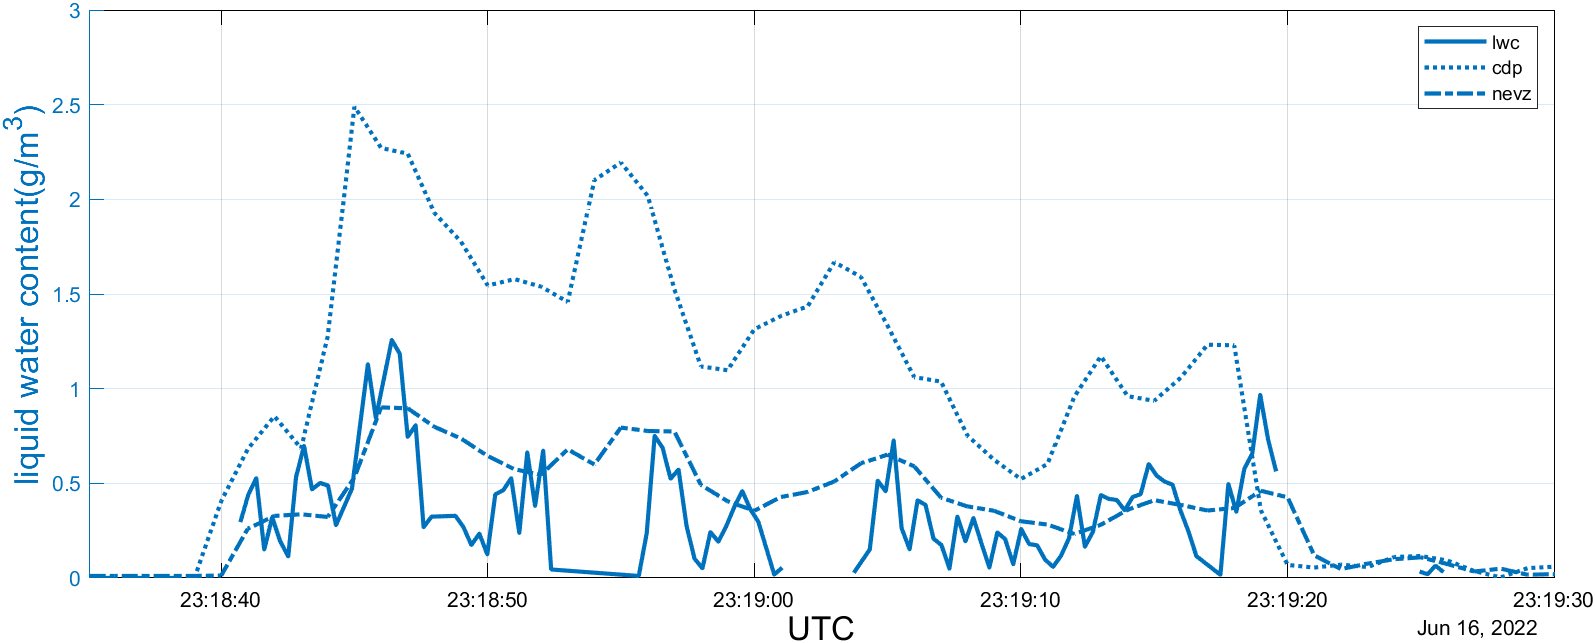 liquid water content(g/m³)
3
2.5
2
1.5
1
0.5
0
lwc
cdp
nevz
23:18:40 23:18:50 23:19:00 23:19:10 23:19:20 23:19:30
UTC
Jun 16, 2022